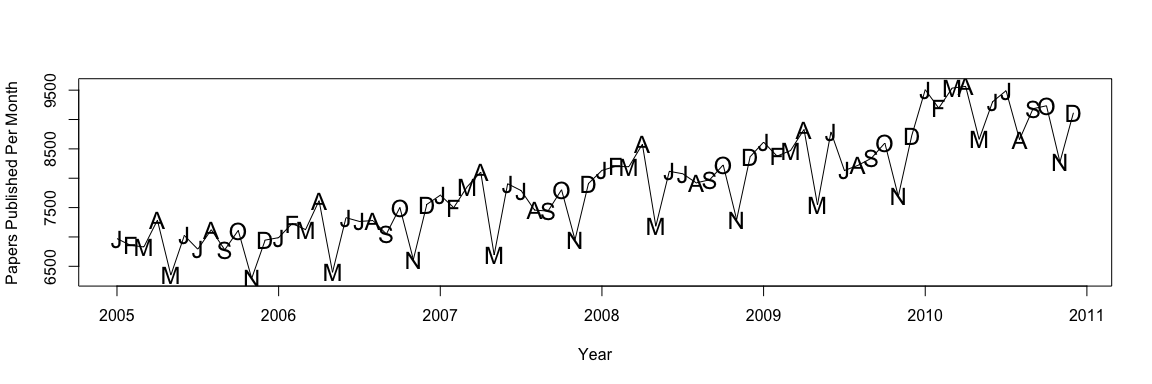 Papers Published Per Month
9500
8500
7500
6500
J F M A M J J A S O N D J F M A M J J A S O N D J F M A M J J A S O N D J F M A M J J A S O N D J F M A M J J A S O N D J F M A M J J A S O N D
2005 2006 2007 2008 2009 2010 2011
Year